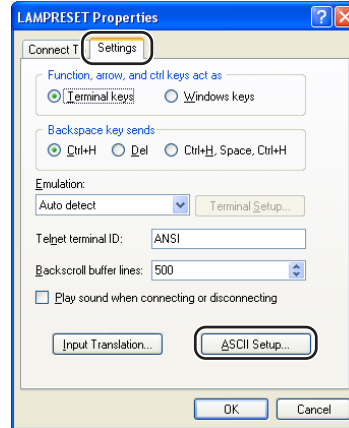 LAMPRESET Properties
Connect T Settings
Function, arrow, and ctrl keys act as
Terminal keys Windows keys
Backspace key sends
Ctrl+H Del Ctrl+H, Space, Ctrl+H
Emulation:
Auto detect Terminal Setup...
Telnet terminal ID: ANSI
Backscroll buffer lines: 500
Play sound when connecting or disconnecting
Input Translation... ASCII Setup...
OK Cancel